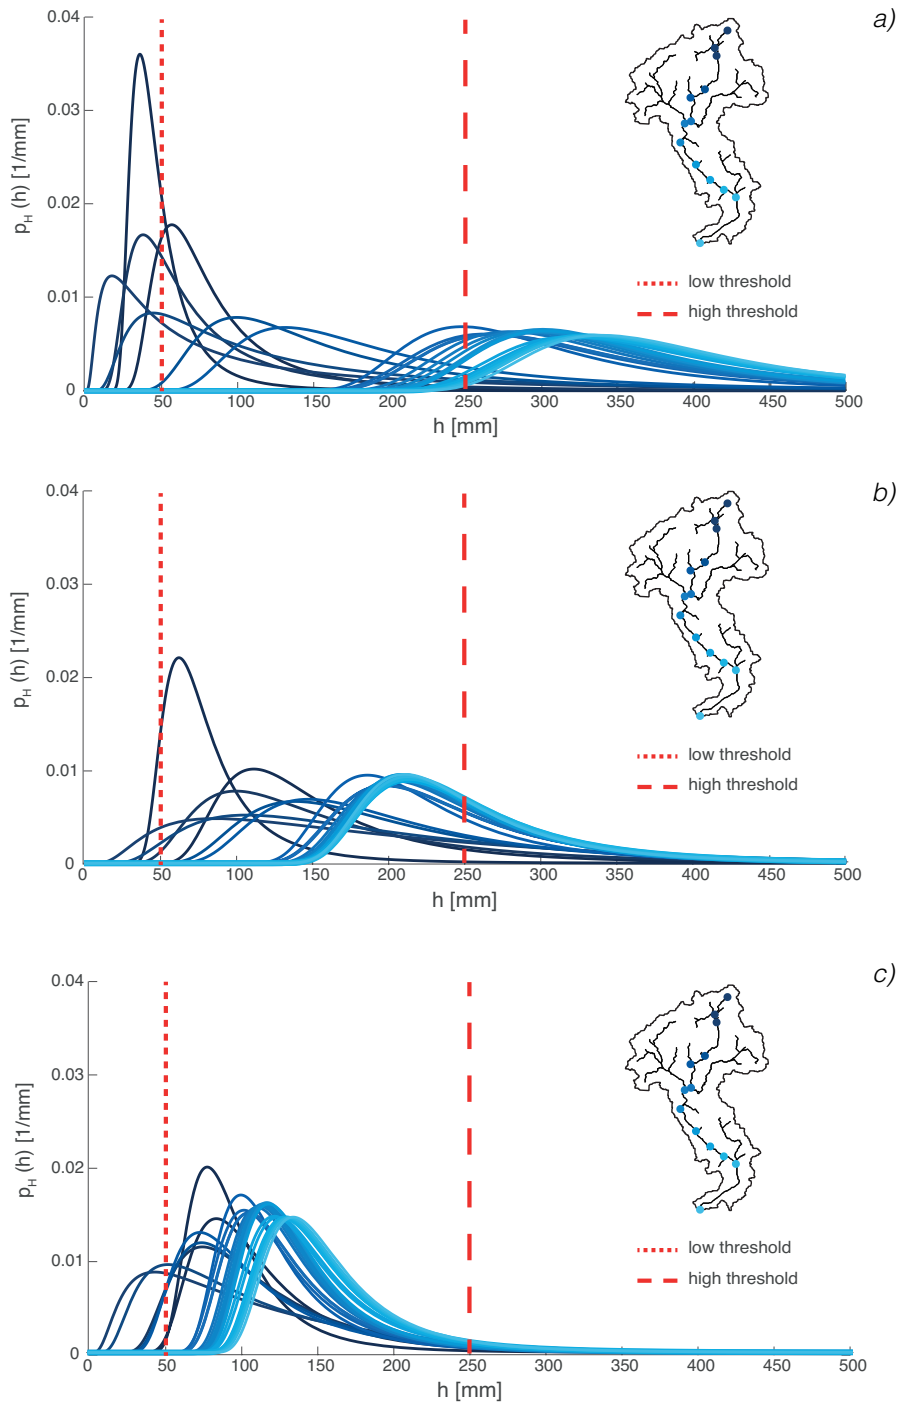 a)
0.04
0.03
0.02
0.01
0
p_H (h) [1/mm]
low threshold
high threshold
0 50 100 150 200 250 300 350 400 450 500
h [mm]
b)
0.04
0.03
0.02
0.01
0
p_H (h) [1/mm]
low threshold
high threshold
0 50 100 150 200 250 300 350 400 450 500
h [mm]
c)
0.04
0.03
0.02
0.01
0
p_H (h) [1/mm]
low threshold
high threshold
0 50 100 150 200 250 300 350 400 450 500
h [mm]